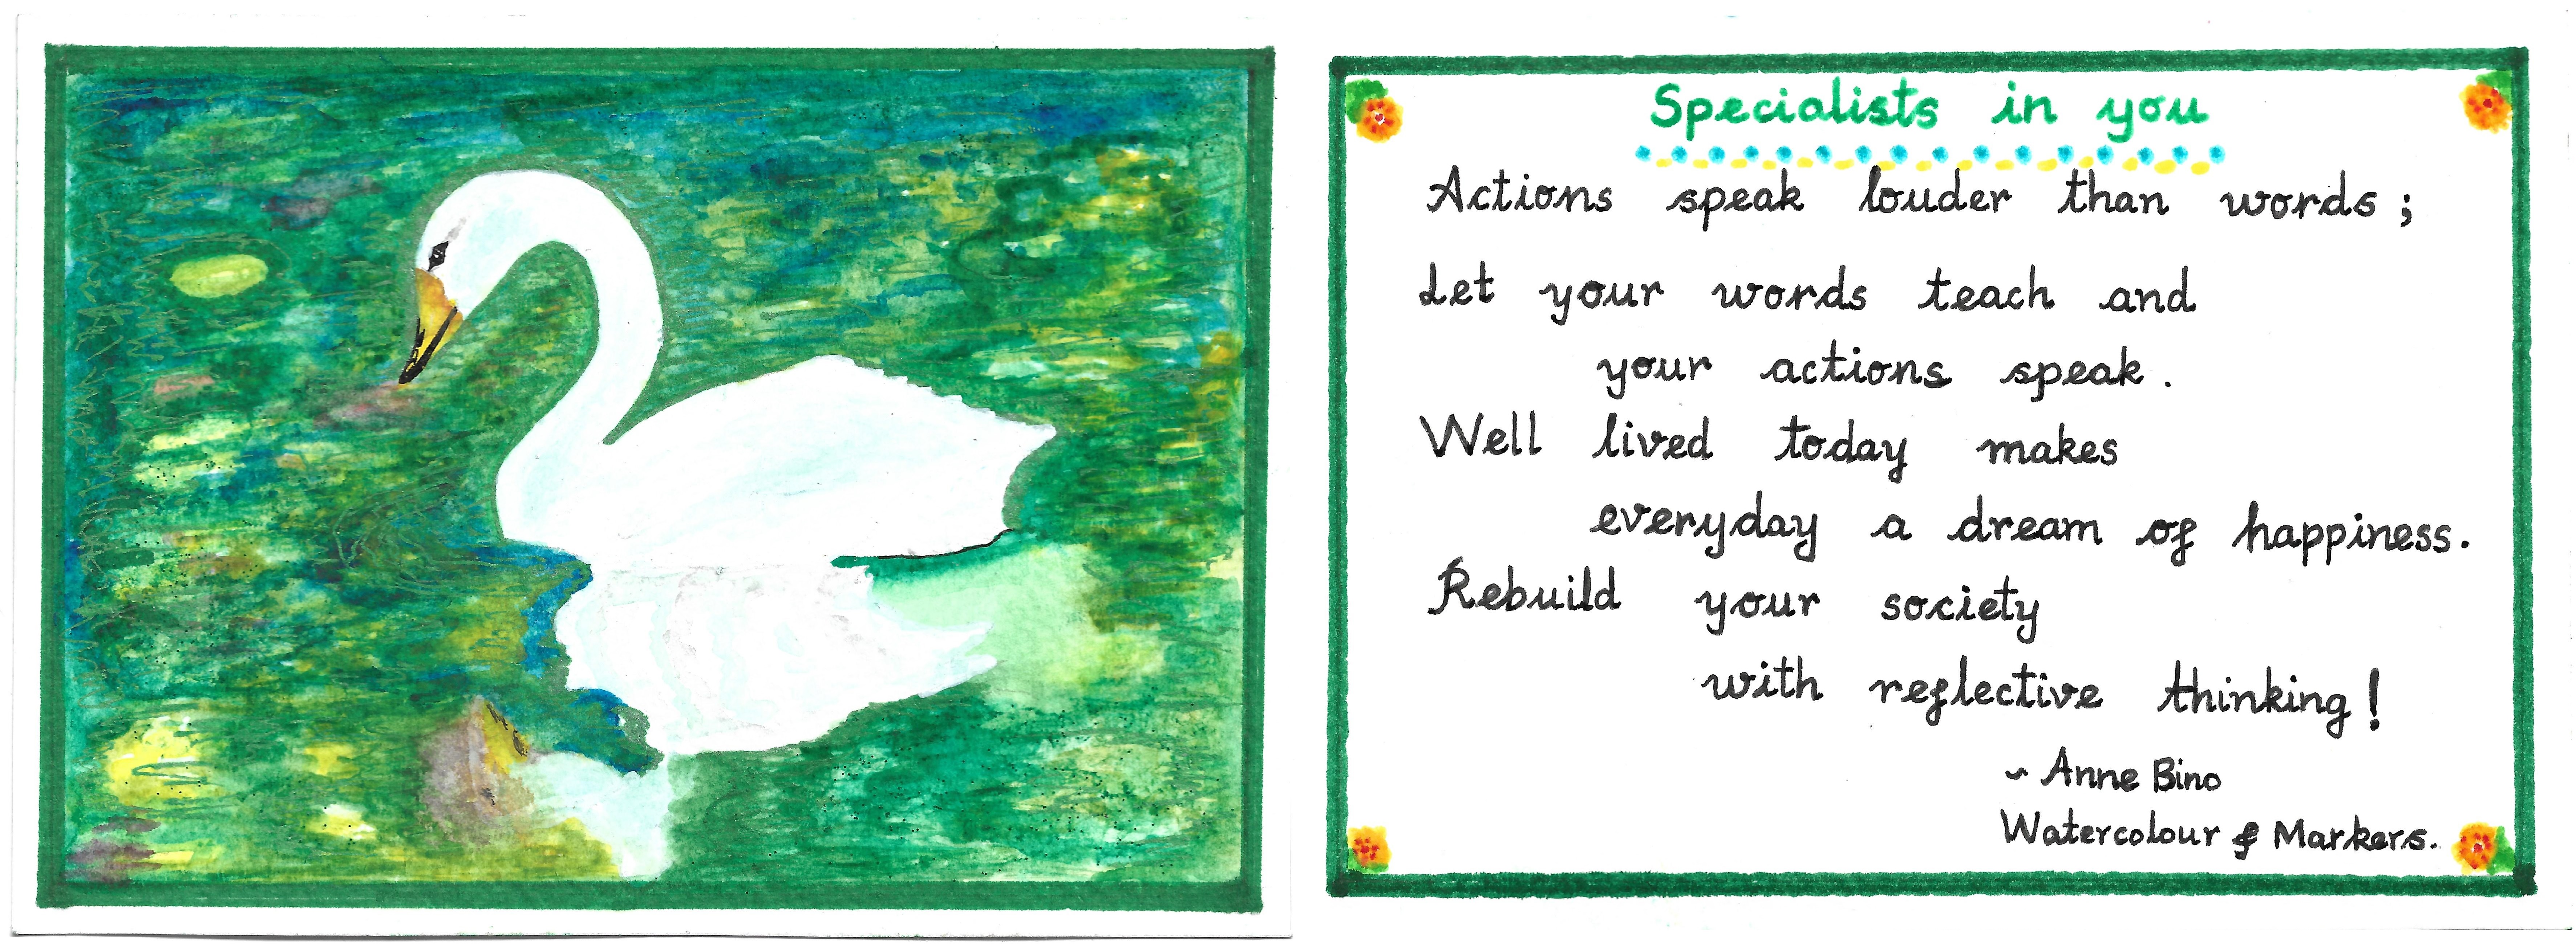 Specialists in you
Actions speak louder than words;
Let your words teach and
your actions speak.
Well lived today makes
everyday a dream of happiness.
Rebuild your society
with reflective thinking!
~ Anne Bino
Watercolour & Markers.